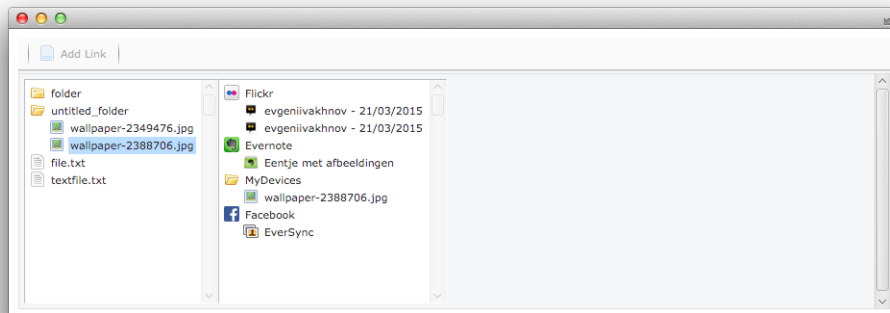 Add Link
folder
untitled_folder
wallpaper-2349476.jpg
wallpaper-2388706.jpg
file.txt
textfile.txt
Flickr
evgeniivakhnov - 21/03/2015
evgeniivakhnov - 21/03/2015
Evernote
Eentje met afbeeldingen
MyDevices
wallpaper-2388706.jpg
Facebook
EverSync